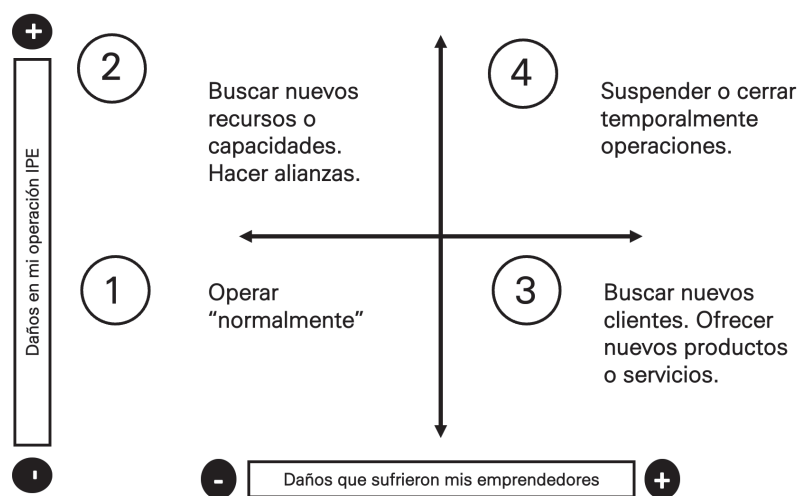 +
2
Buscar nuevos
recursos o
capacidades.
Hacer alianzas.
4
Suspender o cerrar
temporalmente
operaciones.
Daños en mi operación IPE
1
Operar
“normalmente”
3
Buscar nuevos
clientes. Ofrecer
nuevos productos
o servicios.
-
-
Daños que sufrieron mis emprendedores
+